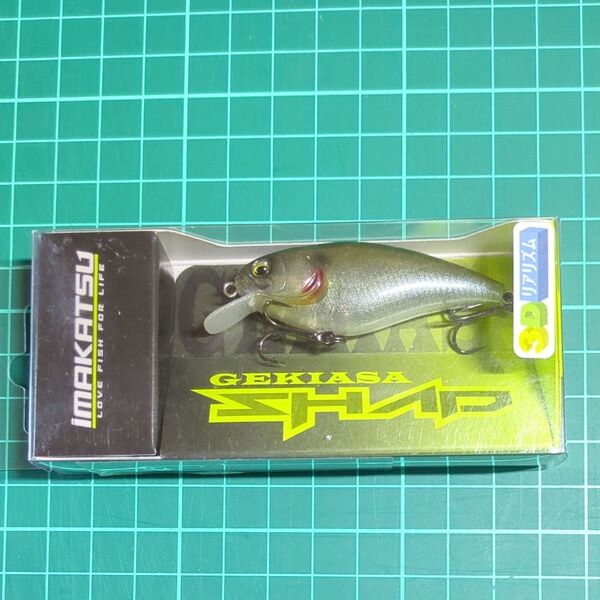 iMAKATSU
LOVE FISH FOR LIFE
GEKIASA
SHAD
3D
リアリズム